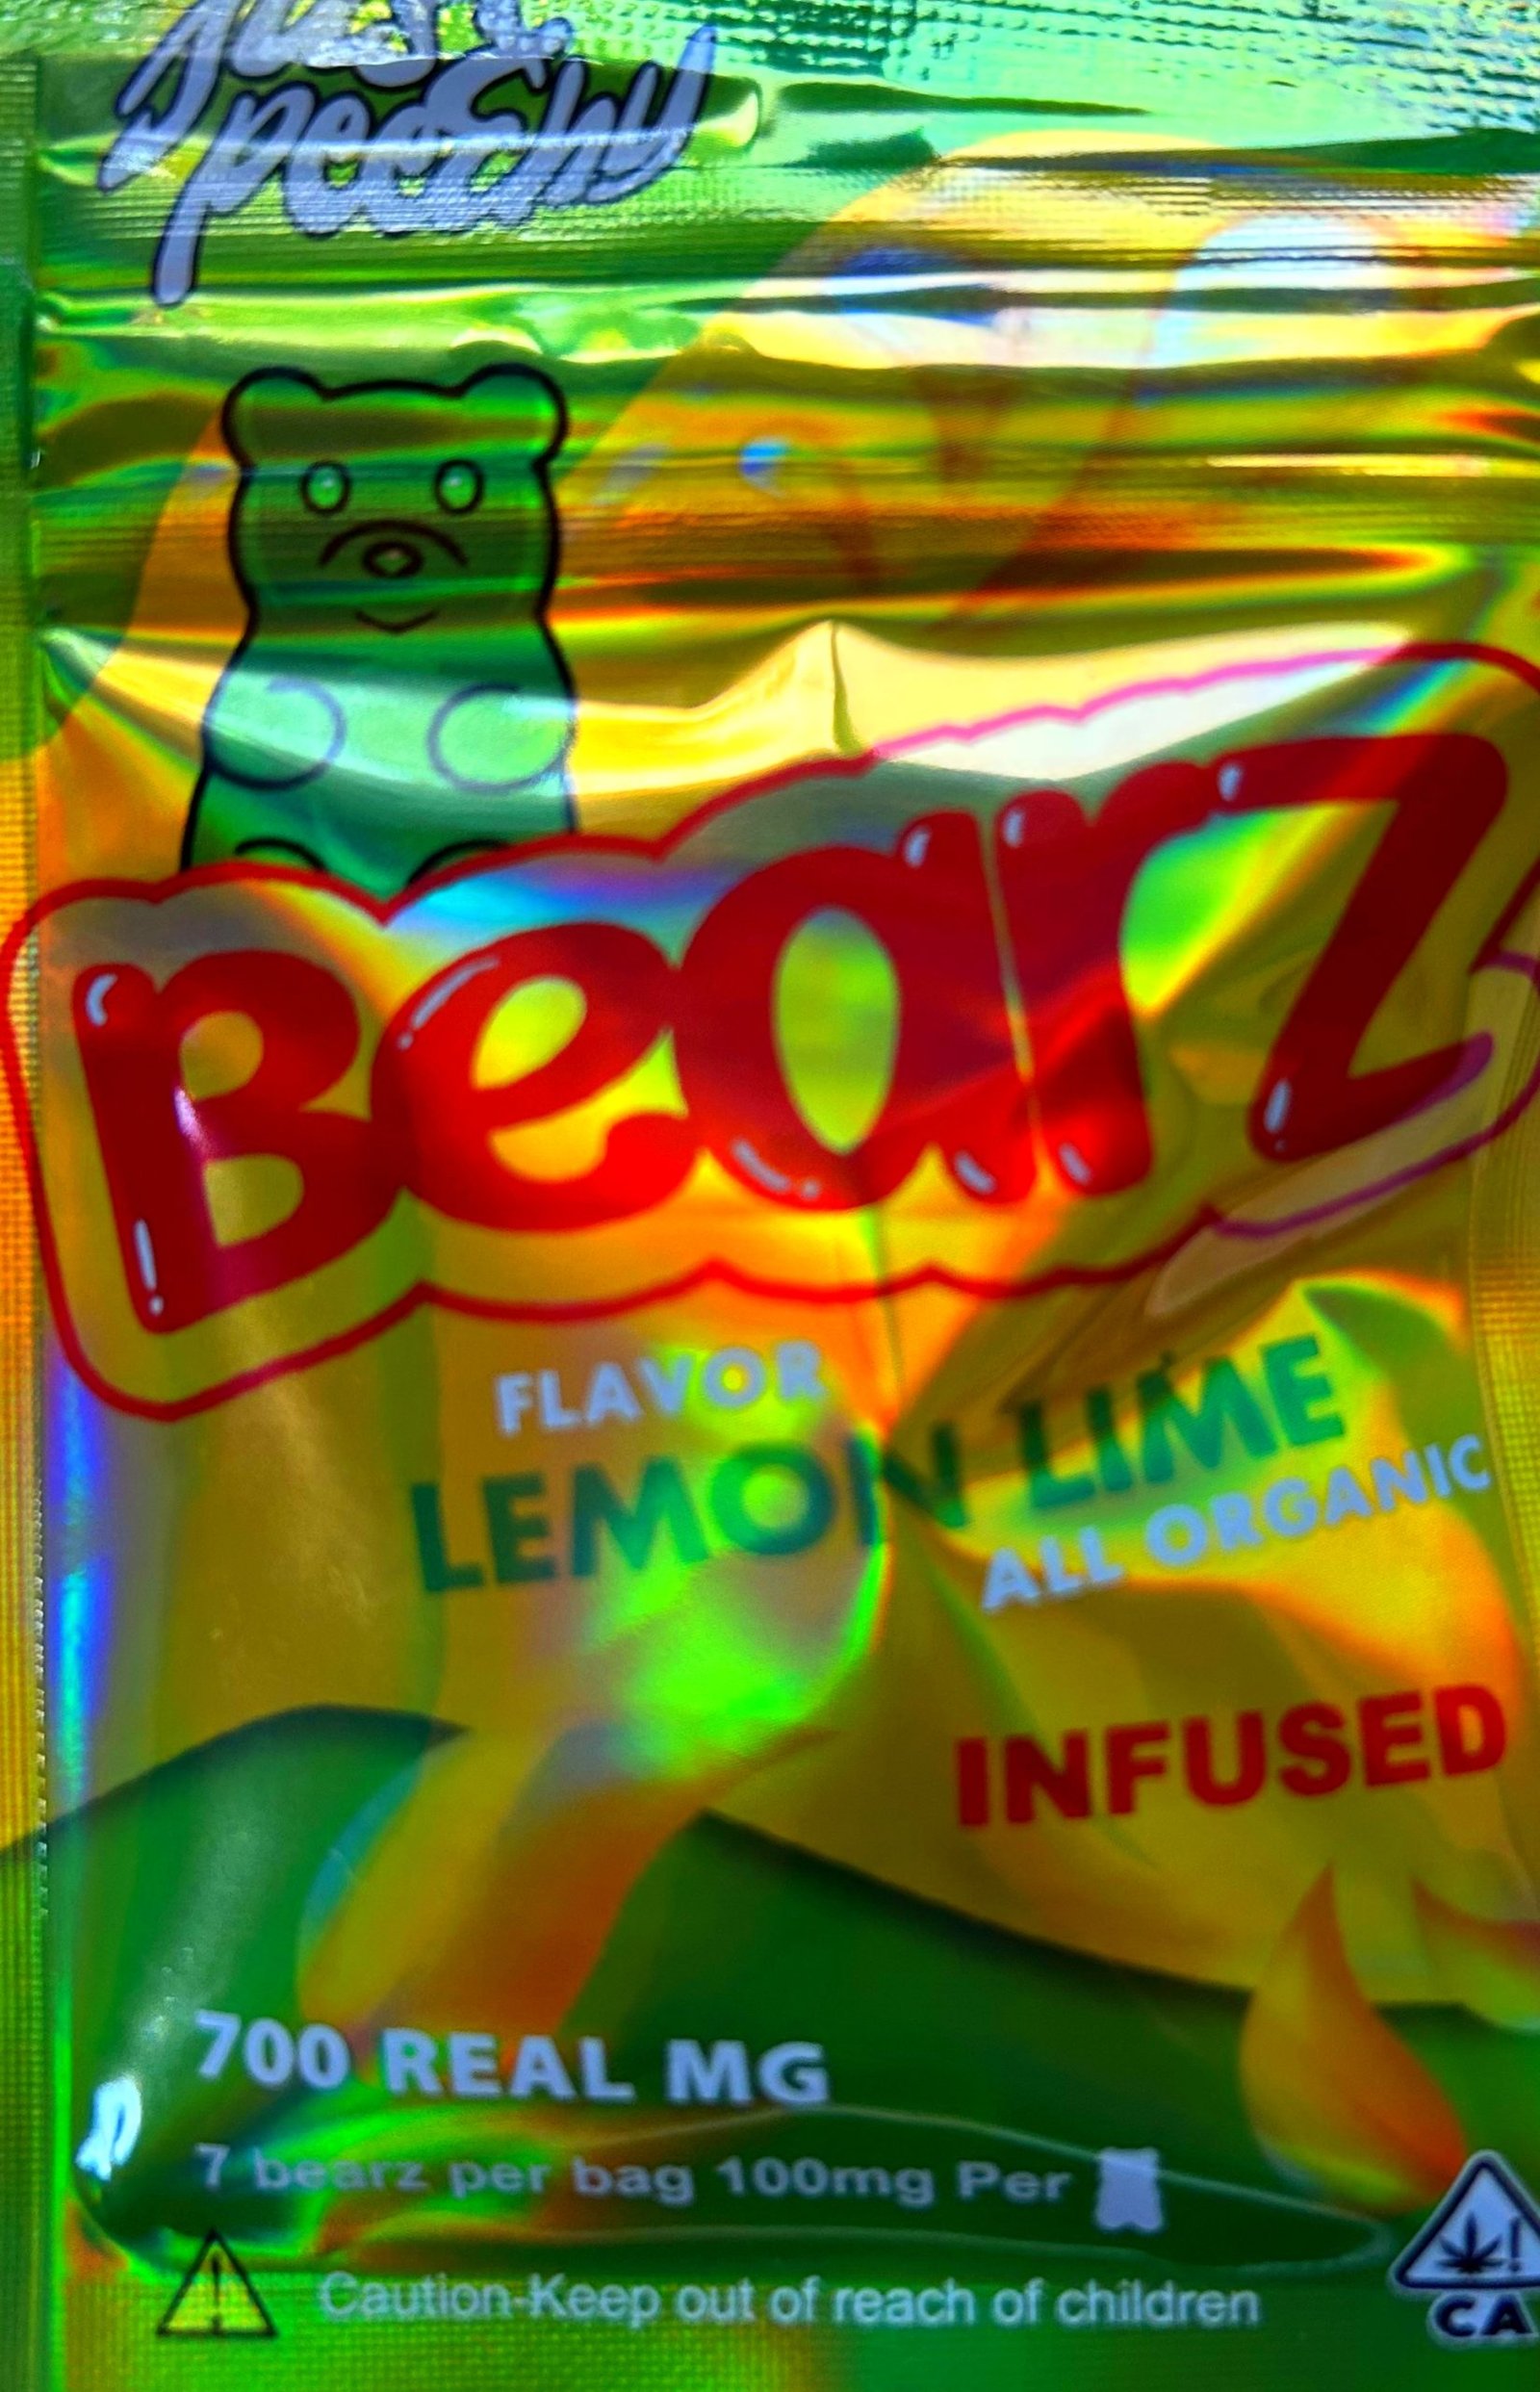 Bearz
FLAVOR
LEMON LIME
ALL ORGANIC
INFUSED
700 REAL MG
7 bearz per bag 100mg Per
Caution-Keep out of reach of children
!
CA